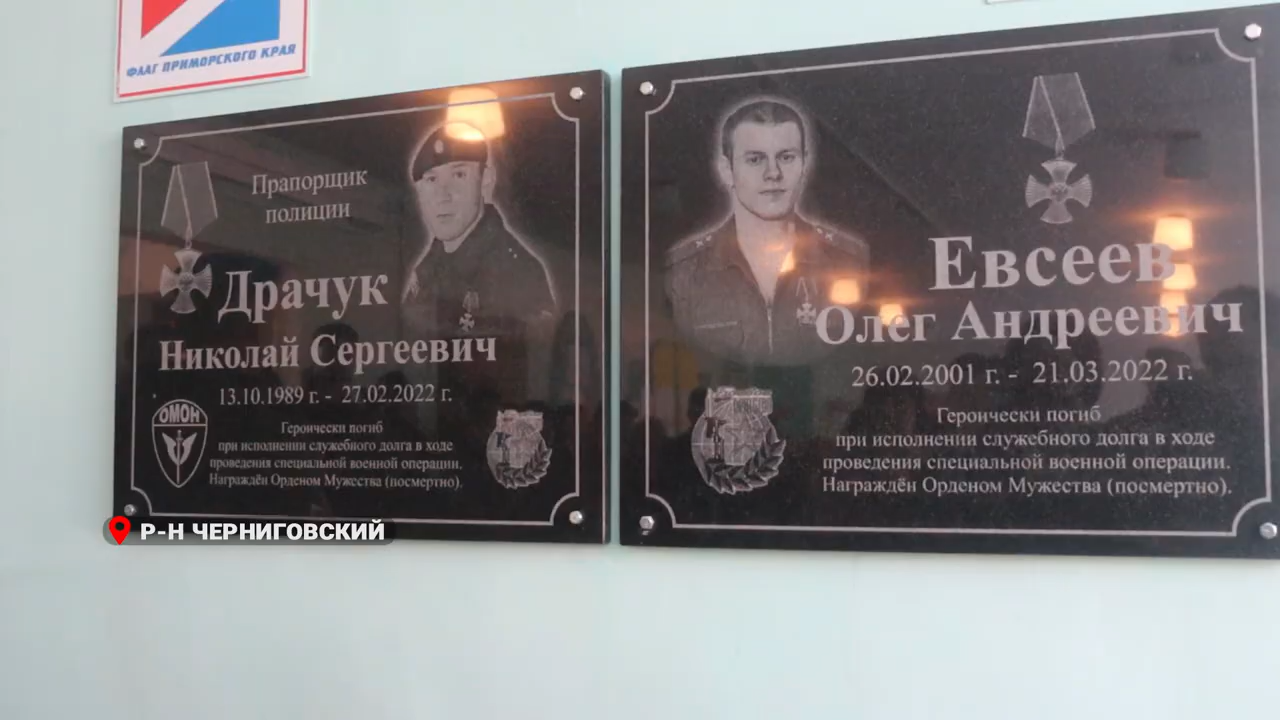 ФЛАГ ПРИМОРСКОГО КРАЯ
Прапорщик
полиции
Драчук
Николай Сергеевич
13.10.1989 г. - 27.02.2022 г.
ОМОН
Героически погиб
при исполнении служебного долга в ходе
проведения специальной военной операции.
Награждён Орденом Мужества (посмертно).
Евсеев
Олег Андреевич
26.02.2001 г. - 21.03.2022 г.
Героически погиб
при исполнении служебного долга в ходе
проведения специальной военной операции.
Награждён Орденом Мужества (посмертно).
Р-Н ЧЕРНИГОВСКИЙ